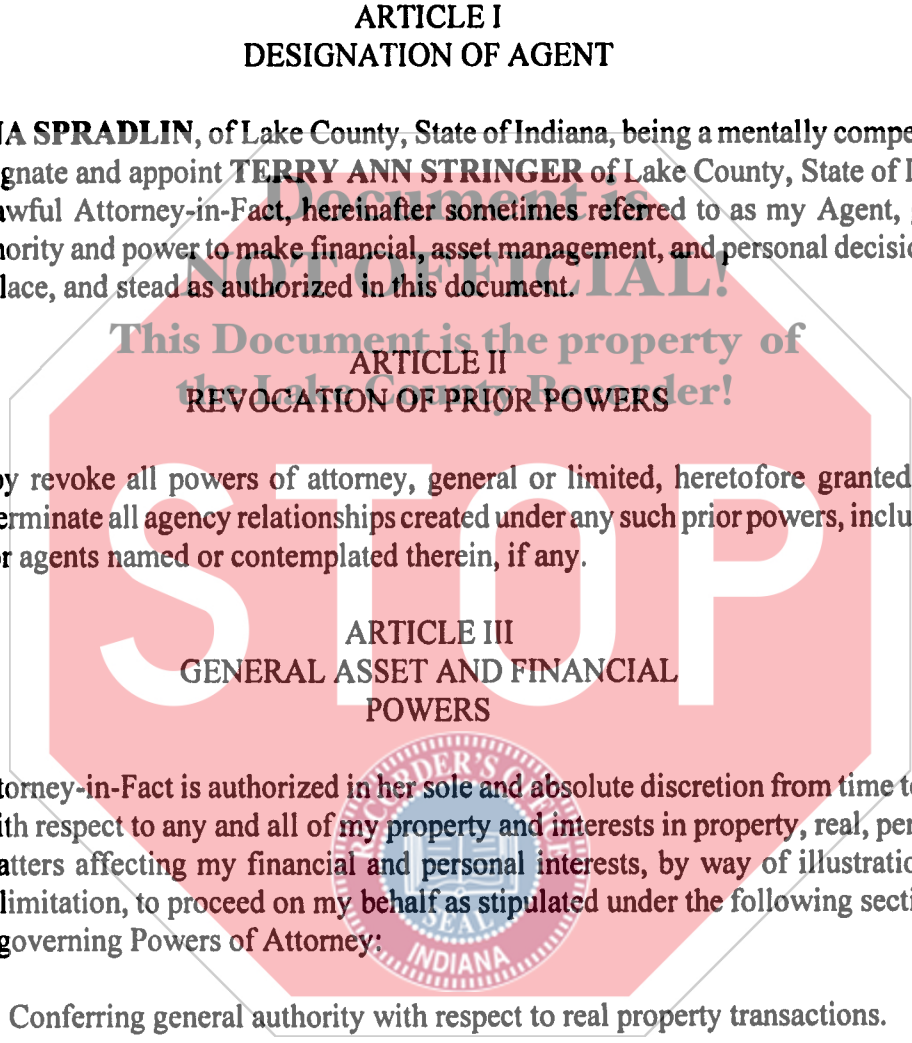 ARTICLE I
DESIGNATION OF AGENT
NA SPRADLIN, of Lake County, State of Indiana, being a mentally compe
gnate and appoint TERRY ANN STRINGER of Lake County, State of I
awful Attorney-in-Fact, hereinafter sometimes referred to as my Agent,
Document is
ority and power to make financial, asset management, and personal decisi
NOT OFFICIAL!
lace, and stead as authorized in this document.
This Document is the property of
ARTICLE II
the Lake County Recorder!
REVOCATION OF PRIOR POWERS
by revoke all powers of attorney, general or limited, heretofore granted
erminate all agency relationships created under any such prior powers, inclu
or agents named or contemplated therein, if any.
STOP
ARTICLE III
GENERAL ASSET AND FINANCIAL
POWERS
torney-in-Fact is authorized in her sole and absolute discretion from time to
ith respect to any and all of my property and interests in property, real, per
atters affecting my financial and personal interests, by way of illustratio
limitation, to proceed on my behalf as stipulated under the following secti
governing Powers of Attorney:
RECORDER'S OFFICE
SEAL
INDIANA
Conferring general authority with respect to real property transactions.